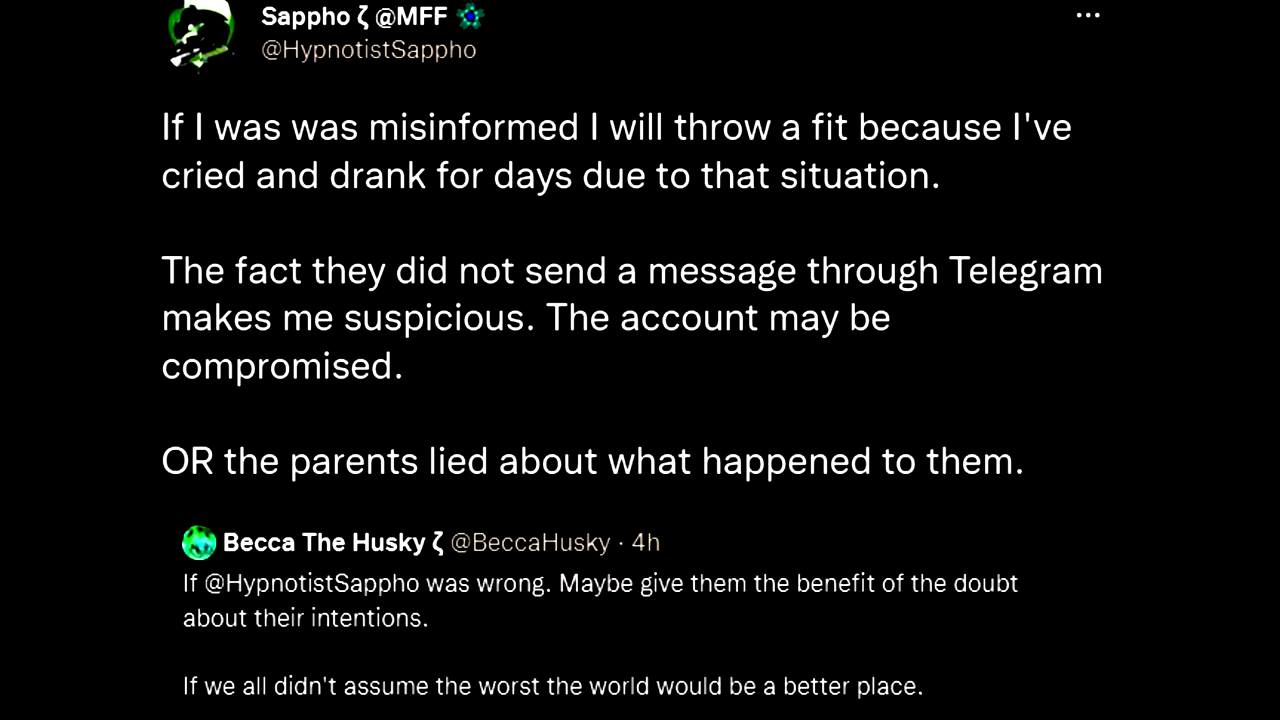 Sappho ζ @MFF
@HypnotistSappho
If I was was misinformed I will throw a fit because I've
cried and drank for days due to that situation.
The fact they did not send a message through Telegram
makes me suspicious. The account may be
compromised.
OR the parents lied about what happened to them.
Becca The Husky ζ @BeccaHusky · 4h
If @HypnotistSappho was wrong. Maybe give them the benefit of the doubt
about their intentions.
If we all didn't assume the worst the world would be a better place.